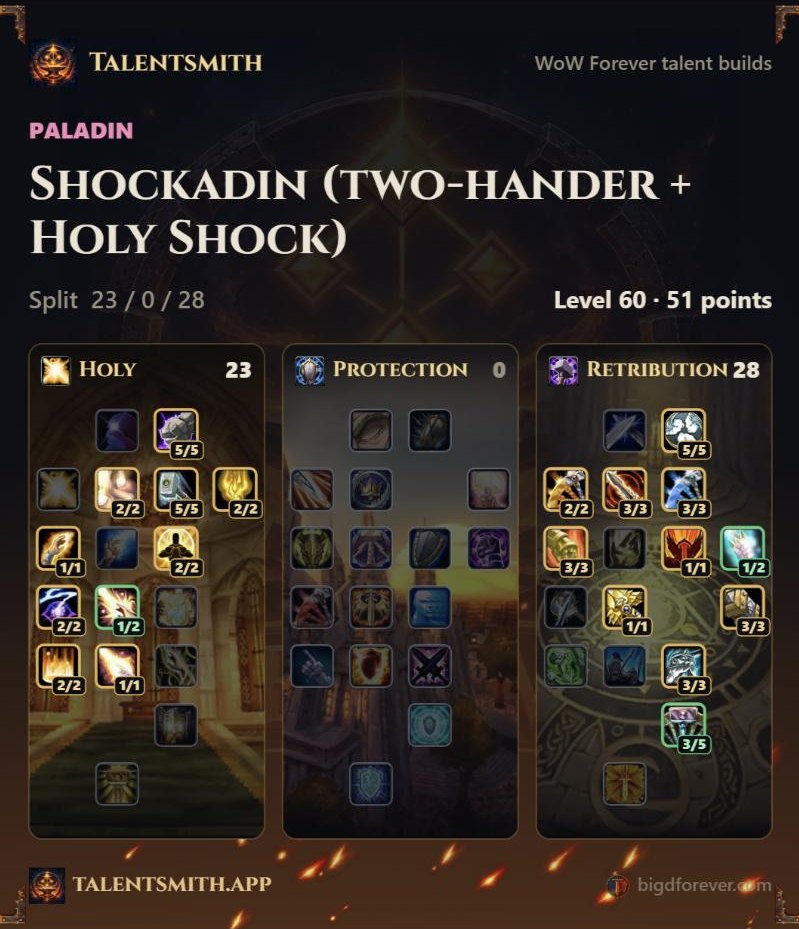 TALENTSMITH
WoW Forever talent builds
PALADIN
SHOCKADIN (TWO-HANDER +
HOLY SHOCK)
Split 23 / 0 / 28
Level 60 · 51 points
HOLY 23
PROTECTION 0
RETRIBUTION 28
5/5
2/2 5/5 2/2
1/1 2/2
2/2 1/2
2/2 1/1
5/5
2/2 3/3 3/3
3/3 1/1 1/2
1/1 3/3
3/3
3/5
TALENTSMITH.APP
bigdforever.com